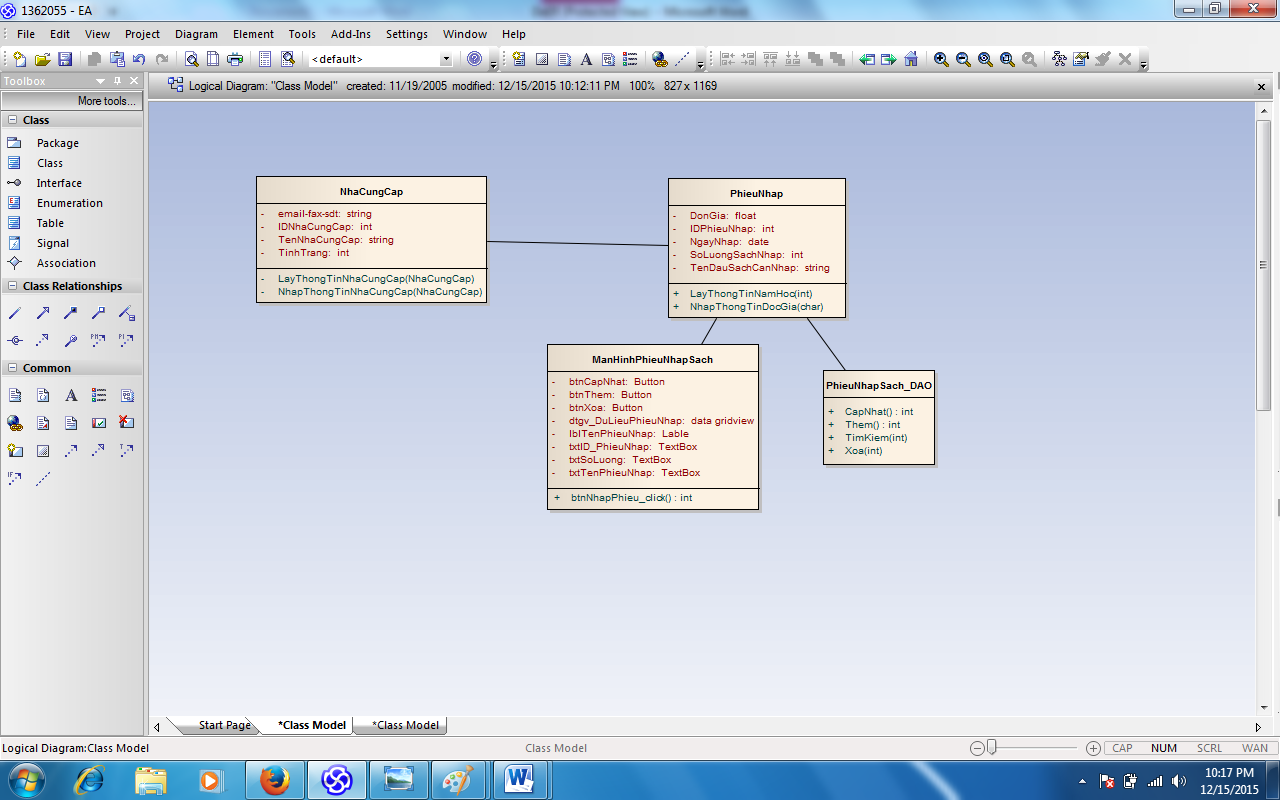 1362055 - EA
File Edit View Project Diagram Element Tools Add-Ins Settings Window Help
<default>
Toolbox
More tools...
Class
Package
Class
Interface
Enumeration
Table
Signal
Association
Class Relationships
Common
Logical Diagram: "Class Model" created: 11/19/2005 modified: 12/15/2015 10:12:11 PM 100% 827 x 1169
NhaCungCap
- email-fax-sdt: string
- IDNhaCungCap: int
- TenNhaCungCap: string
- TinhTrang: int
- LayThongTinNhaCungCap(NhaCungCap)
- NhapThongTinNhaCungCap(NhaCungCap)
PhieuNhap
- DonGia: float
- IDPhieuNhap: int
- NgayNhap: date
- SoLuongSachNhap: int
- TenDauSachCanNhap: string
+ LayThongTinNamHoc(int)
+ NhapThongTinDocGia(char)
ManHinhPhieuNhapSach
- btnCapNhat: Button
- btnThem: Button
- btnXoa: Button
- dtgv_DuLieuPhieuNhap: data gridview
- lblTenPhieuNhap: Lable
- txtID_PhieuNhap: TextBox
- txtSoLuong: TextBox
- txtTenPhieuNhap: TextBox
+ btnNhapPhieu_click() : int
PhieuNhapSach_DAO
+ CapNhat() : int
+ Them() : int
+ TimKiem(int)
+ Xoa(int)
Start Page *Class Model *Class Model
Logical Diagram:Class Model Class Model CAP NUM SCRL WAN
10:17 PM
12/15/2015